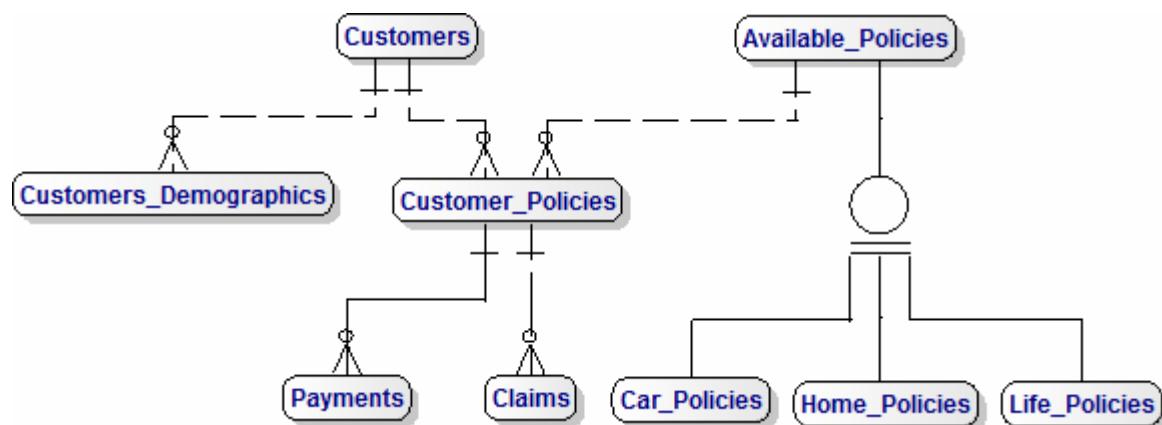 Customers
Available_Policies
Customers_Demographics
Customer_Policies
Payments
Claims
Car_Policies
Home_Policies
Life_Policies